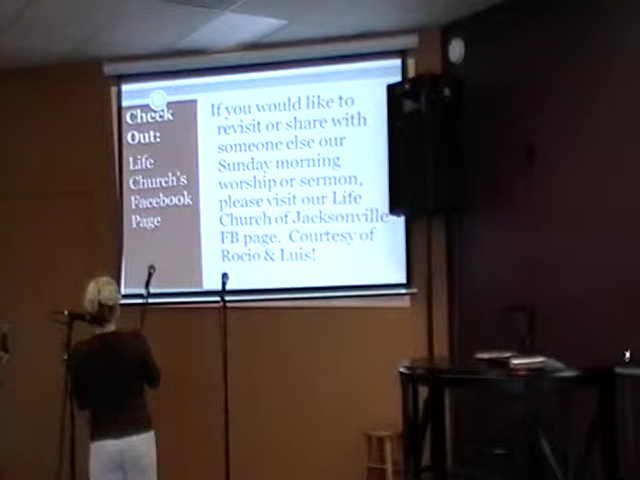 Check
Out:
Life
Church's
Facebook
Page
If you would like to
revisit or share with
someone else our
Sunday morning
worship or sermon,
please visit our Life
Church of Jacksonville
FB page. Courtesy of
Rocio & Luis!